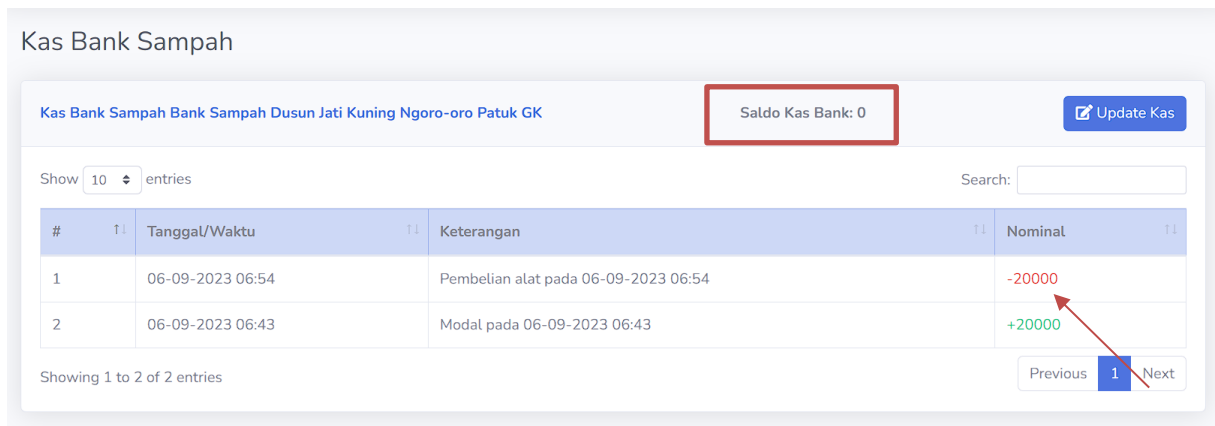 Kas Bank Sampah
Kas Bank Sampah Bank Sampah Dusun Jati Kuning Ngoro-oro Patuk GK Saldo Kas Bank: 0 Update Kas
Show 10 entries Search:
# Tanggal/Waktu Keterangan Nominal
1 06-09-2023 06:54 Pembelian alat pada 06-09-2023 06:54 -20000
2 06-09-2023 06:43 Modal pada 06-09-2023 06:43 +20000
Showing 1 to 2 of 2 entries Previous 1 Next